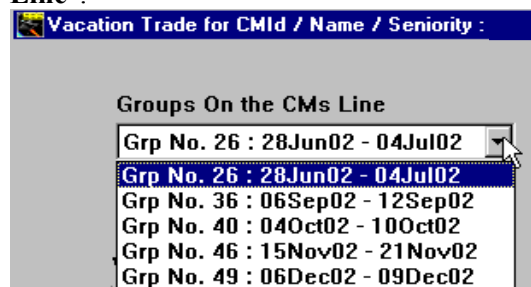 Line".
Vacation Trade for CMId / Name / Seniority :
Groups On the CMs Line
Grp No. 26 : 28Jun02 - 04Jul02
Grp No. 26 : 28Jun02 - 04Jul02
Grp No. 36 : 06Sep02 - 12Sep02
Grp No. 40 : 04Oct02 - 10Oct02
Grp No. 46 : 15Nov02 - 21Nov02
Grp No. 49 : 06Dec02 - 09Dec02